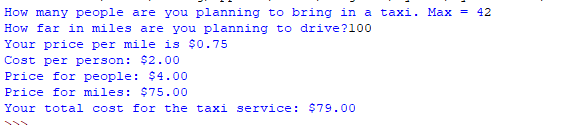 How many people are you planning to bring in a taxi. Max = 42
How far in miles are you planning to drive?100
Your price per mile is $0.75
Cost per person: $2.00
Price for people: $4.00
Price for miles: $75.00
Your total cost for the taxi service: $79.00
>>>